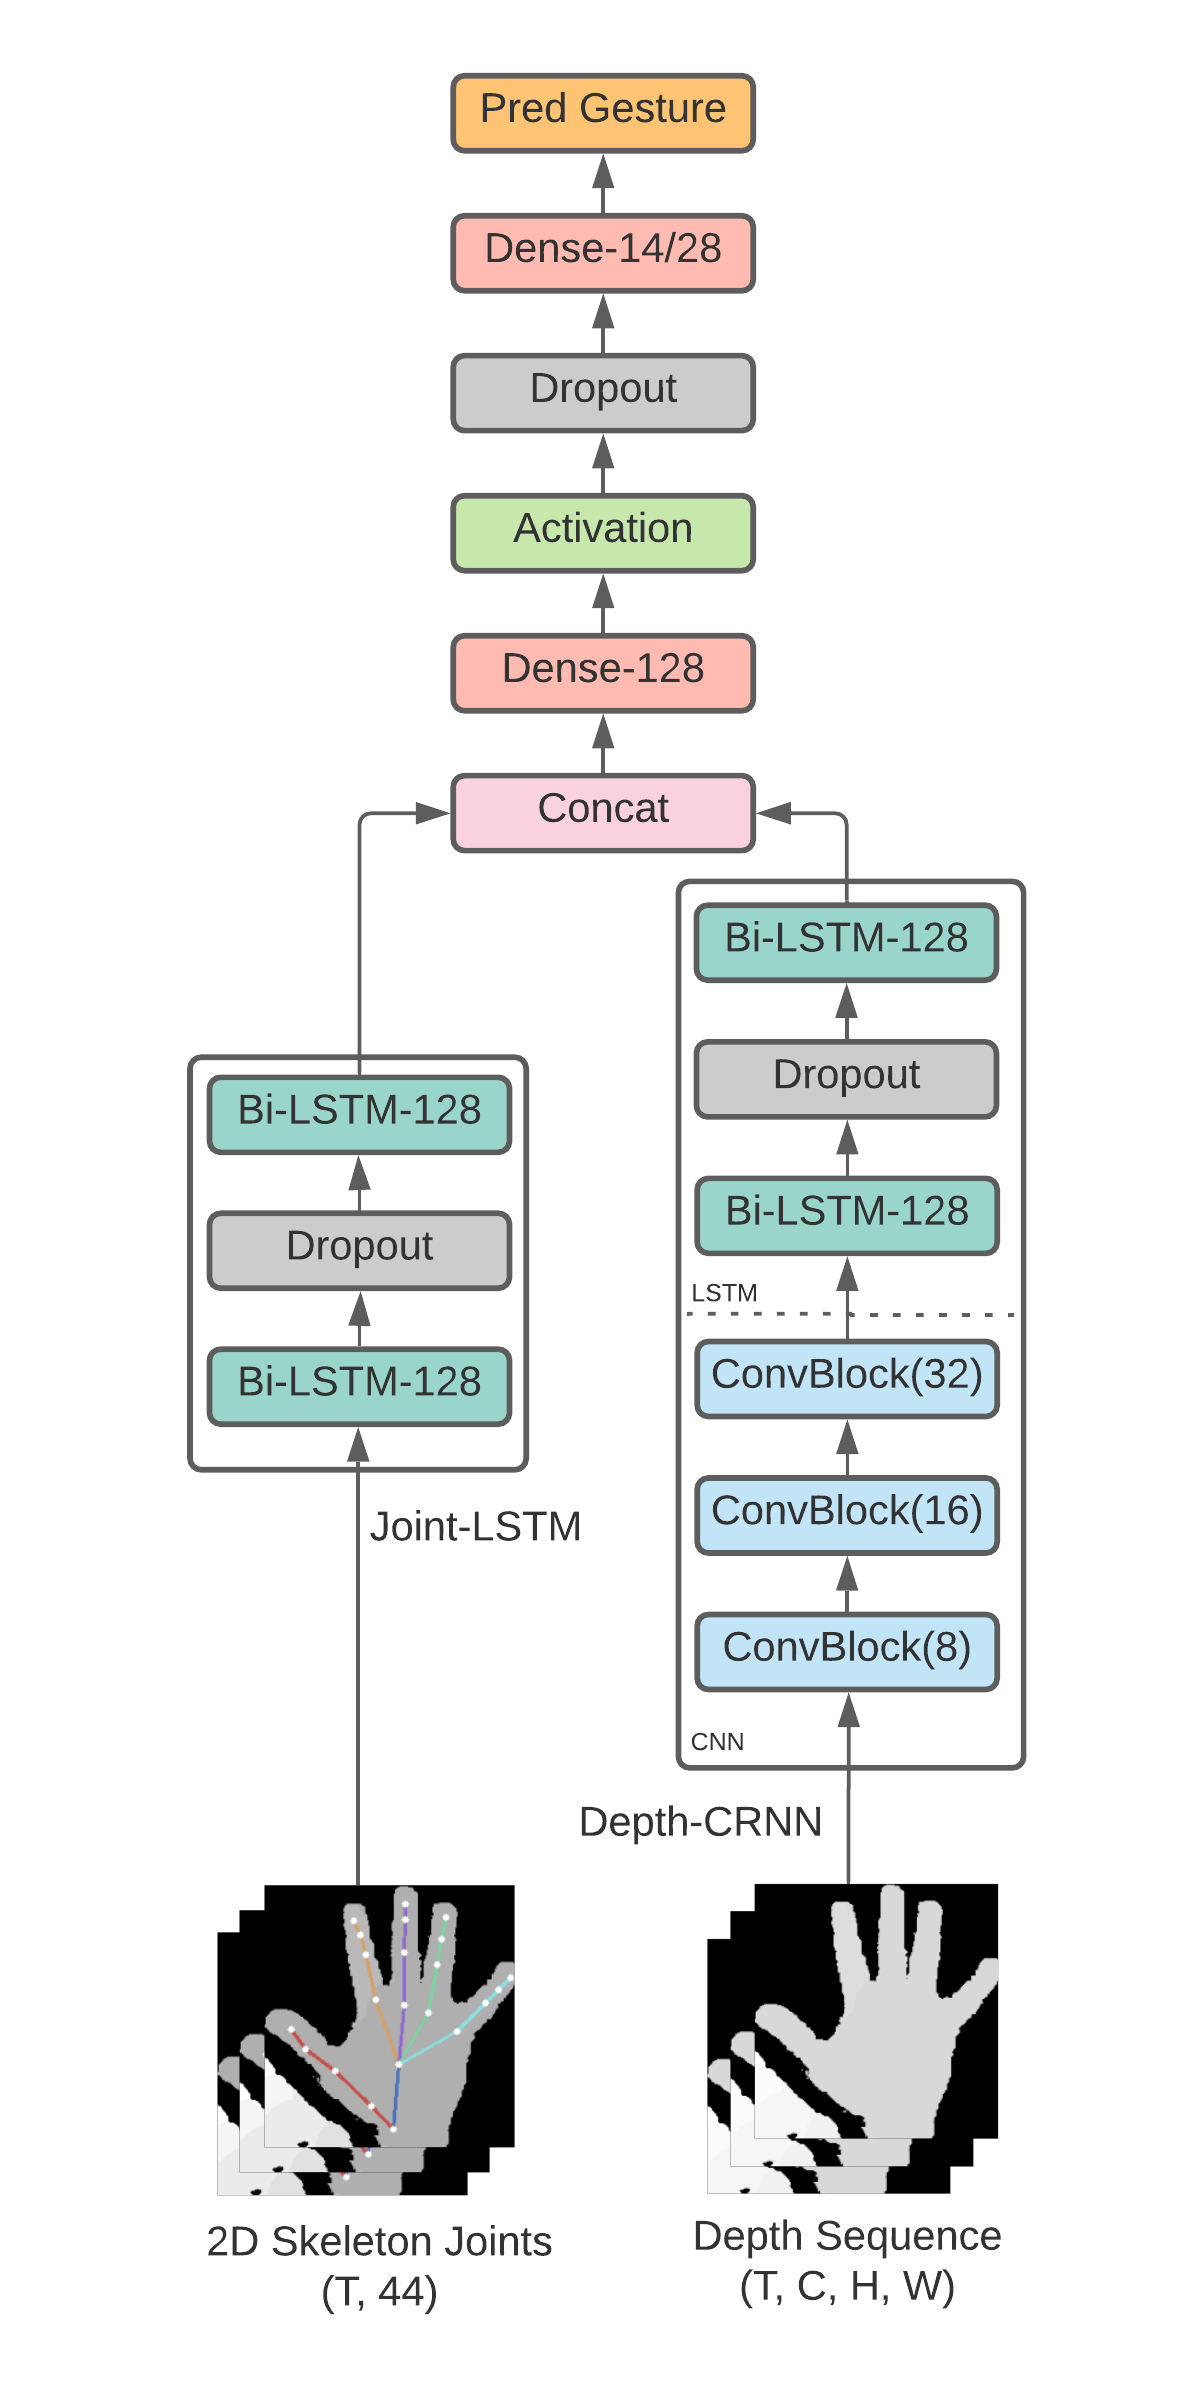 Pred Gesture
Dense-14/28
Dropout
Activation
Dense-128
Concat
Bi-LSTM-128
Dropout
Bi-LSTM-128
Joint-LSTM
Bi-LSTM-128
Dropout
Bi-LSTM-128
LSTM
ConvBlock(32)
ConvBlock(16)
ConvBlock(8)
CNN
Depth-CRNN
2D Skeleton Joints
(T, 44)
Depth Sequence
(T, C, H, W)